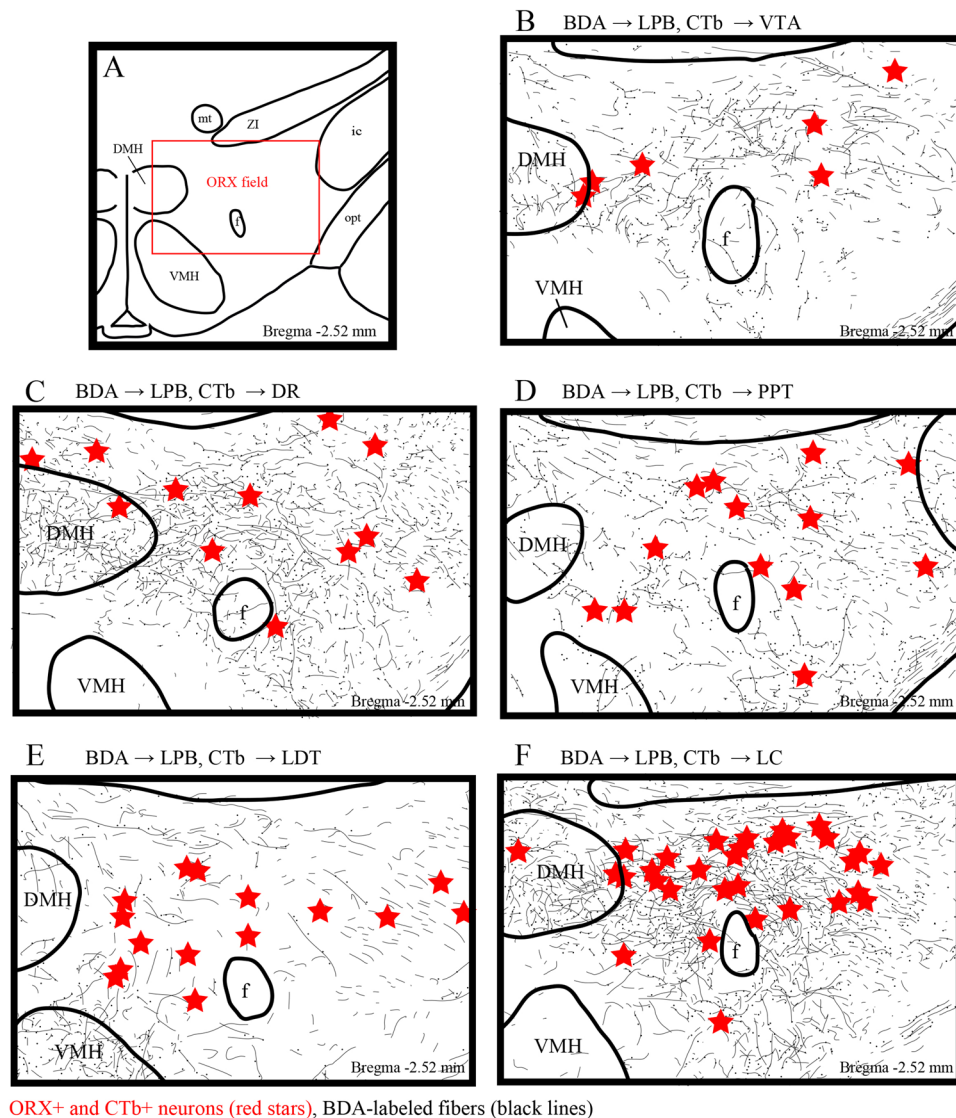 A
mt
ZI
ic
DMH
ORX field
f
opt
VMH
Bregma -2.52 mm
B BDA → LPB, CTb → VTA
DMH
f
VMH
Bregma -2.52 mm
C BDA → LPB, CTb → DR
DMH
f
VMH
Bregma -2.52 mm
D BDA → LPB, CTb → PPT
DMH
f
VMH
Bregma -2.52 mm
E BDA → LPB, CTb → LDT
DMH
f
VMH
Bregma -2.52 mm
F BDA → LPB, CTb → LC
DMH
f
VMH
Bregma -2.52 mm
ORX+ and CTb+ neurons (red stars), BDA-labeled fibers (black lines)